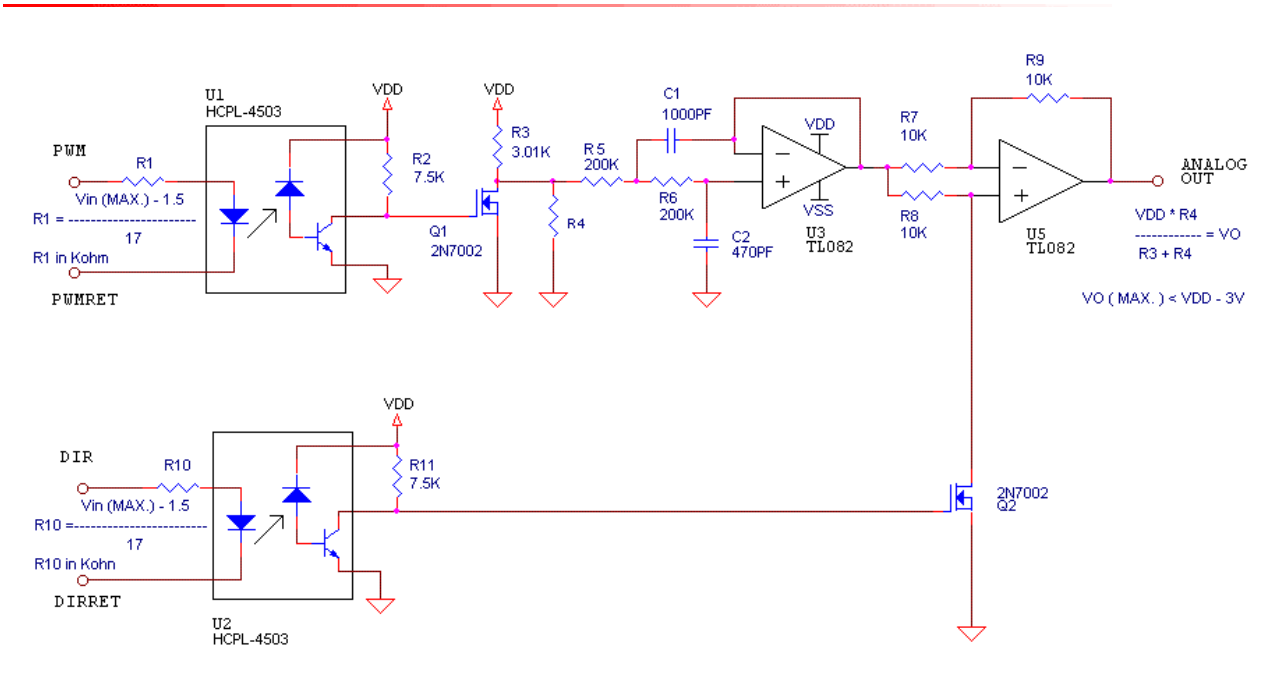 U1
HCPL-4503
PWM
R1
Vin (MAX.) - 1.5
R1 = -----------------------
17
R1 in Kohm
PWMRET
VDD
R2
7.5K
VDD
R3
3.01K
Q1
2N7002
R4
R5
200K
R6
200K
C1
1000PF
C2
470PF
VDD
VSS
U3
TL082
R7
10K
R8
10K
R9
10K
U5
TL082
ANALOG
OUT
VDD * R4
------------ = VO
R3 + R4
VO ( MAX. ) < VDD - 3V
DIR
R10
Vin (MAX.) - 1.5
R10 =-----------------------
17
R10 in Kohn
DIRRET
U2
HCPL-4503
VDD
R11
7.5K
2N7002
Q2